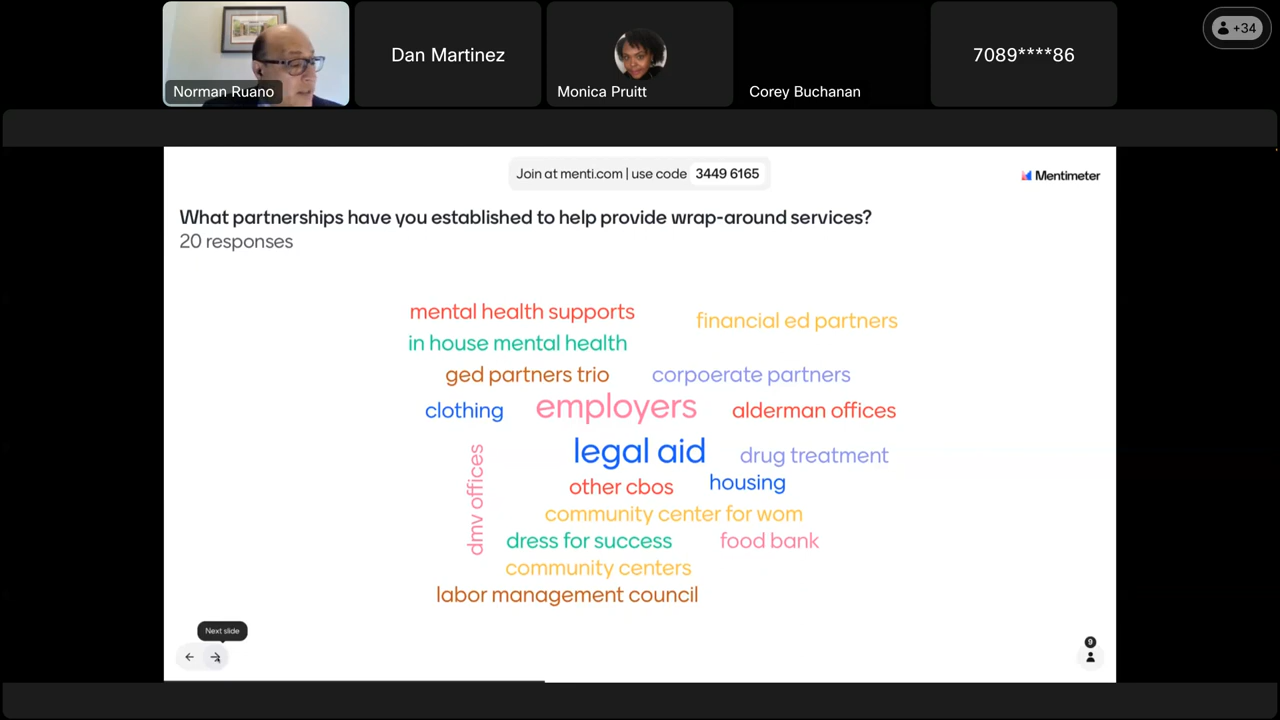 Norman Ruano
Dan Martinez
Monica Pruitt
Corey Buchanan
7089****86
+34
Join at menti.com | use code 3449 6165
Mentimeter
What partnerships have you established to help provide wrap-around services?
20 responses
mental health supports
financial ed partners
in house mental health
ged partners trio
corpoerate partners
clothing
employers
alderman offices
legal aid
drug treatment
dmv offices
other cbos
housing
community center for wom
dress for success
food bank
community centers
labor management council
Next slide
9